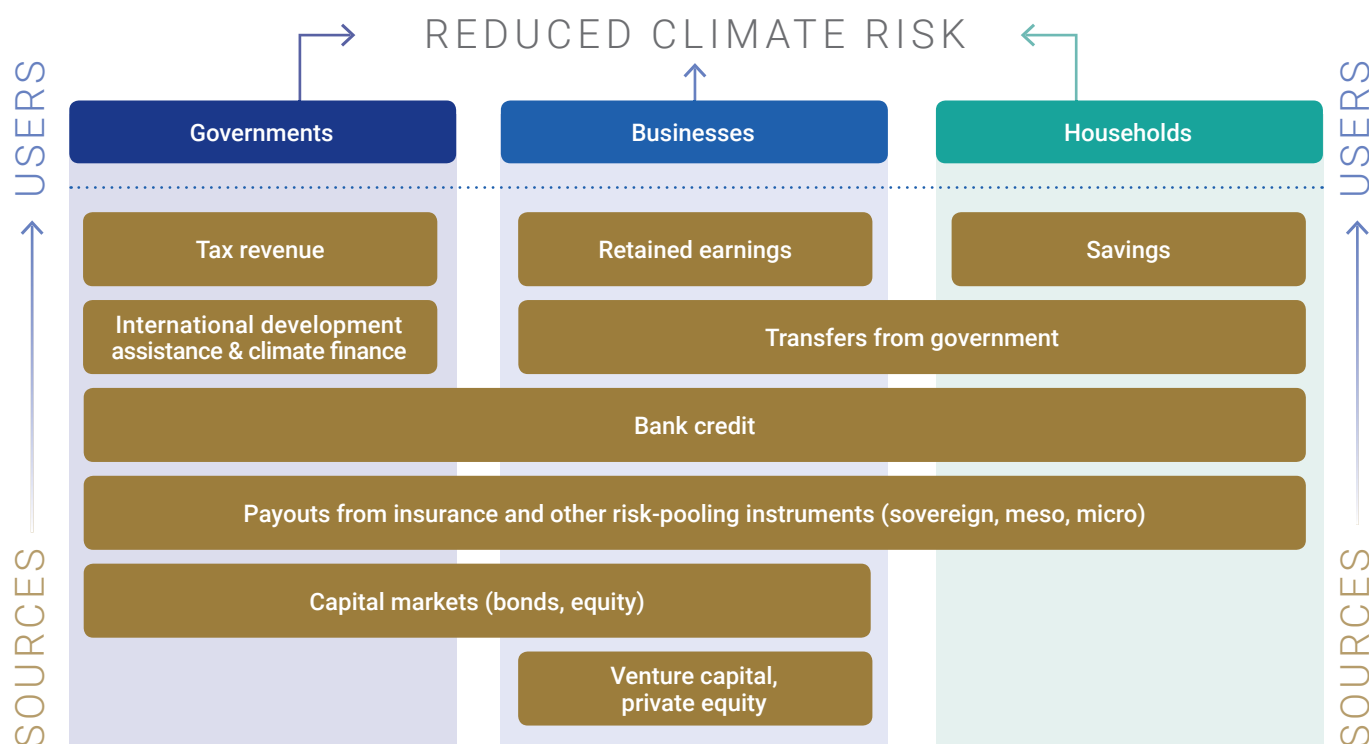 REDUCED CLIMATE RISK
USERS
USERS
Governments
Businesses
Households
Tax revenue
Retained earnings
Savings
International development
assistance & climate finance
Transfers from government
Bank credit
Payouts from insurance and other risk-pooling instruments (sovereign, meso, micro)
Capital markets (bonds, equity)
Venture capital,
private equity
SOURCES
SOURCES